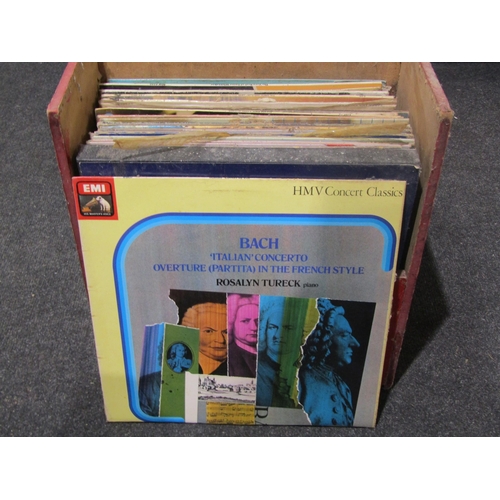 EMI
HMV Concert Classics
BACH
'ITALIAN' CONCERTO
OVERTURE (PARTITA) IN THE FRENCH STYLE
ROSALYN TURECK piano